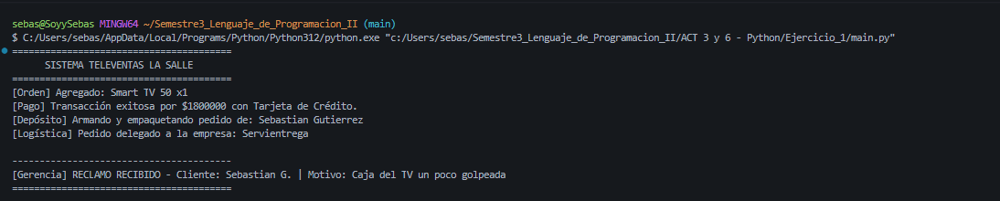 sebas@SoyySebas MINGW64 ~/Semestre3_Lenguaje_de_Programacion_II (main)
$ C:/Users/sebas/AppData/Local/Programs/Python/Python312/python.exe "c:/Users/sebas/Semestre3_Lenguaje_de_Programacion_II/ACT 3 y 6 - Python/Ejercicio_1/main.py"
========================================
      SISTEMA TELEVENTAS LA SALLE
========================================
[Orden] Agregado: Smart TV 50 x1
[Pago] Transacción exitosa por $1800000 con Tarjeta de Crédito.
[Depósito] Armando y empaquetando pedido de: Sebastian Gutierrez
[Logística] Pedido delegado a la empresa: Servientrega

----------------------------------------
[Gerencia] RECLAMO RECIBIDO - Cliente: Sebastian G. | Motivo: Caja del TV un poco golpeada
========================================